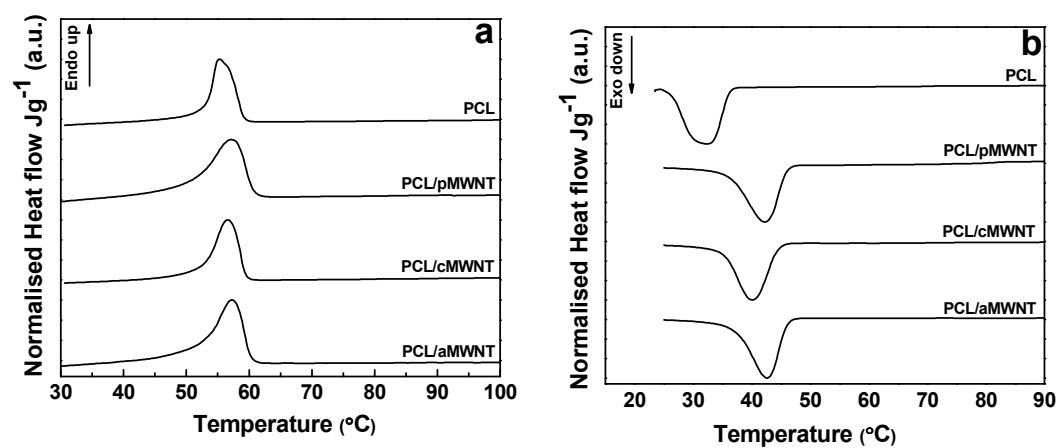 a
Endo up
Normalised Heat flow Jg⁻¹ (a.u.)
PCL
PCL/pMWNT
PCL/cMWNT
PCL/aMWNT
30 40 50 60 70 80 90 100
Temperature (°C)
b
Exo down
Normalised Heat flow Jg⁻¹ (a.u.)
PCL
PCL/pMWNT
PCL/cMWNT
PCL/aMWNT
20 30 40 50 60 70 80 90
Temperature (°C)